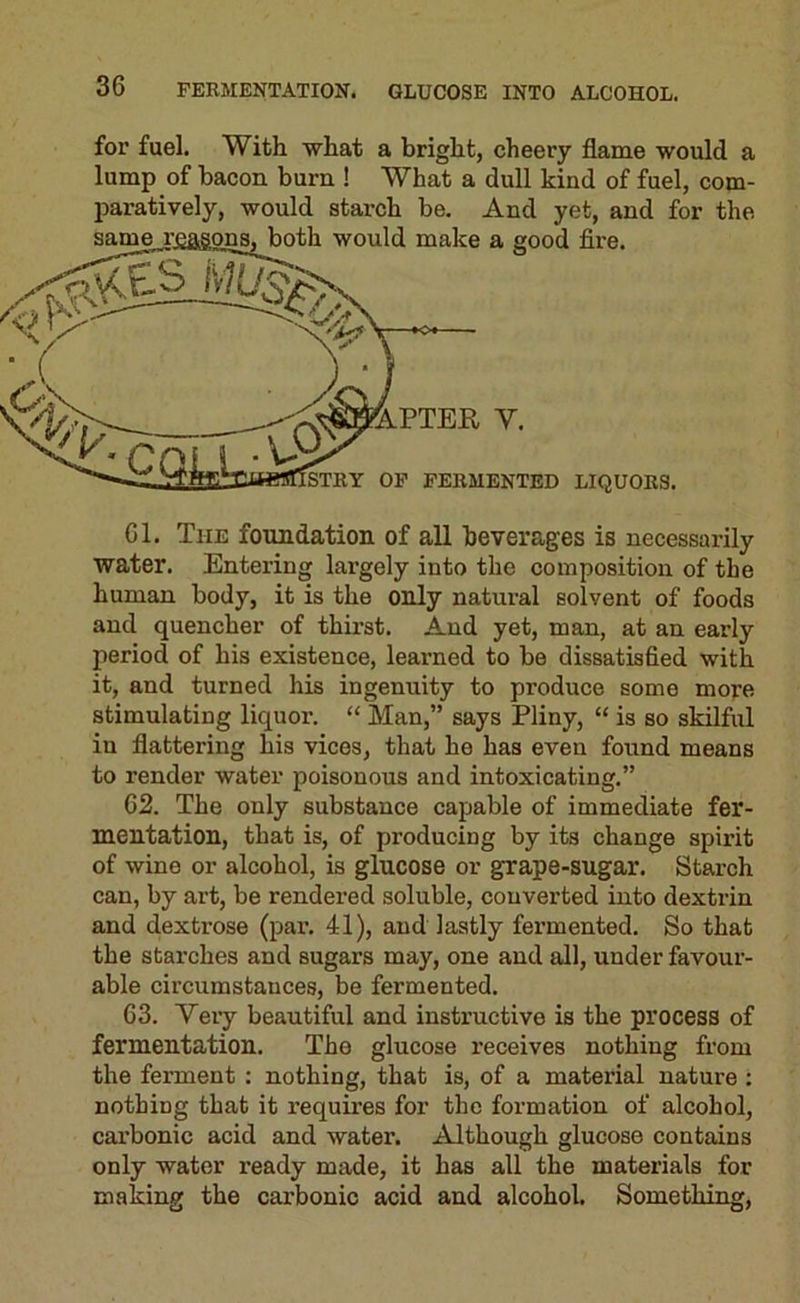 36 FERMENTATION. GLUCOSE INTO ALCOHOL.
for fuel. With what a bright, cheery flame would a
lump of bacon burn ! What a dull kind of fuel, com-
paratively, would starch be. And yet, and for the
same reasons, both would make a good fire.
PARKES MUSEUM
UNIV. COLL. LOND
CHAPTER V.
THE CHEMISTRY OF FERMENTED LIQUORS.
61. THE foundation of all beverages is necessarily
water. Entering largely into the composition of the
human body, it is the only natural solvent of foods
and quencher of thirst. And yet, man, at an early
period of his existence, learned to be dissatisfied with
it, and turned his ingenuity to produce some more
stimulating liquor. “ Man,” says Pliny, “ is so skilful
in flattering his vices, that he has even found means
to render water poisonous and intoxicating.”
62. The only substance capable of immediate fer-
mentation, that is, of producing by its change spirit
of wine or alcohol, is glucose or grape-sugar. Starch
can, by art, be rendered soluble, converted into dextrin
and dextrose (par. 41), and lastly fermented. So that
the starches and sugars may, one and all, under favour-
able circumstances, be fermented.
63. Very beautiful and instructive is the process of
fermentation. The glucose receives nothing from
the ferment : nothing, that is, of a material nature :
nothing that it requires for the formation of alcohol,
carbonic acid and water. Although glucose contains
only water ready made, it has all the materials for
making the carbonic acid and alcohol. Something,